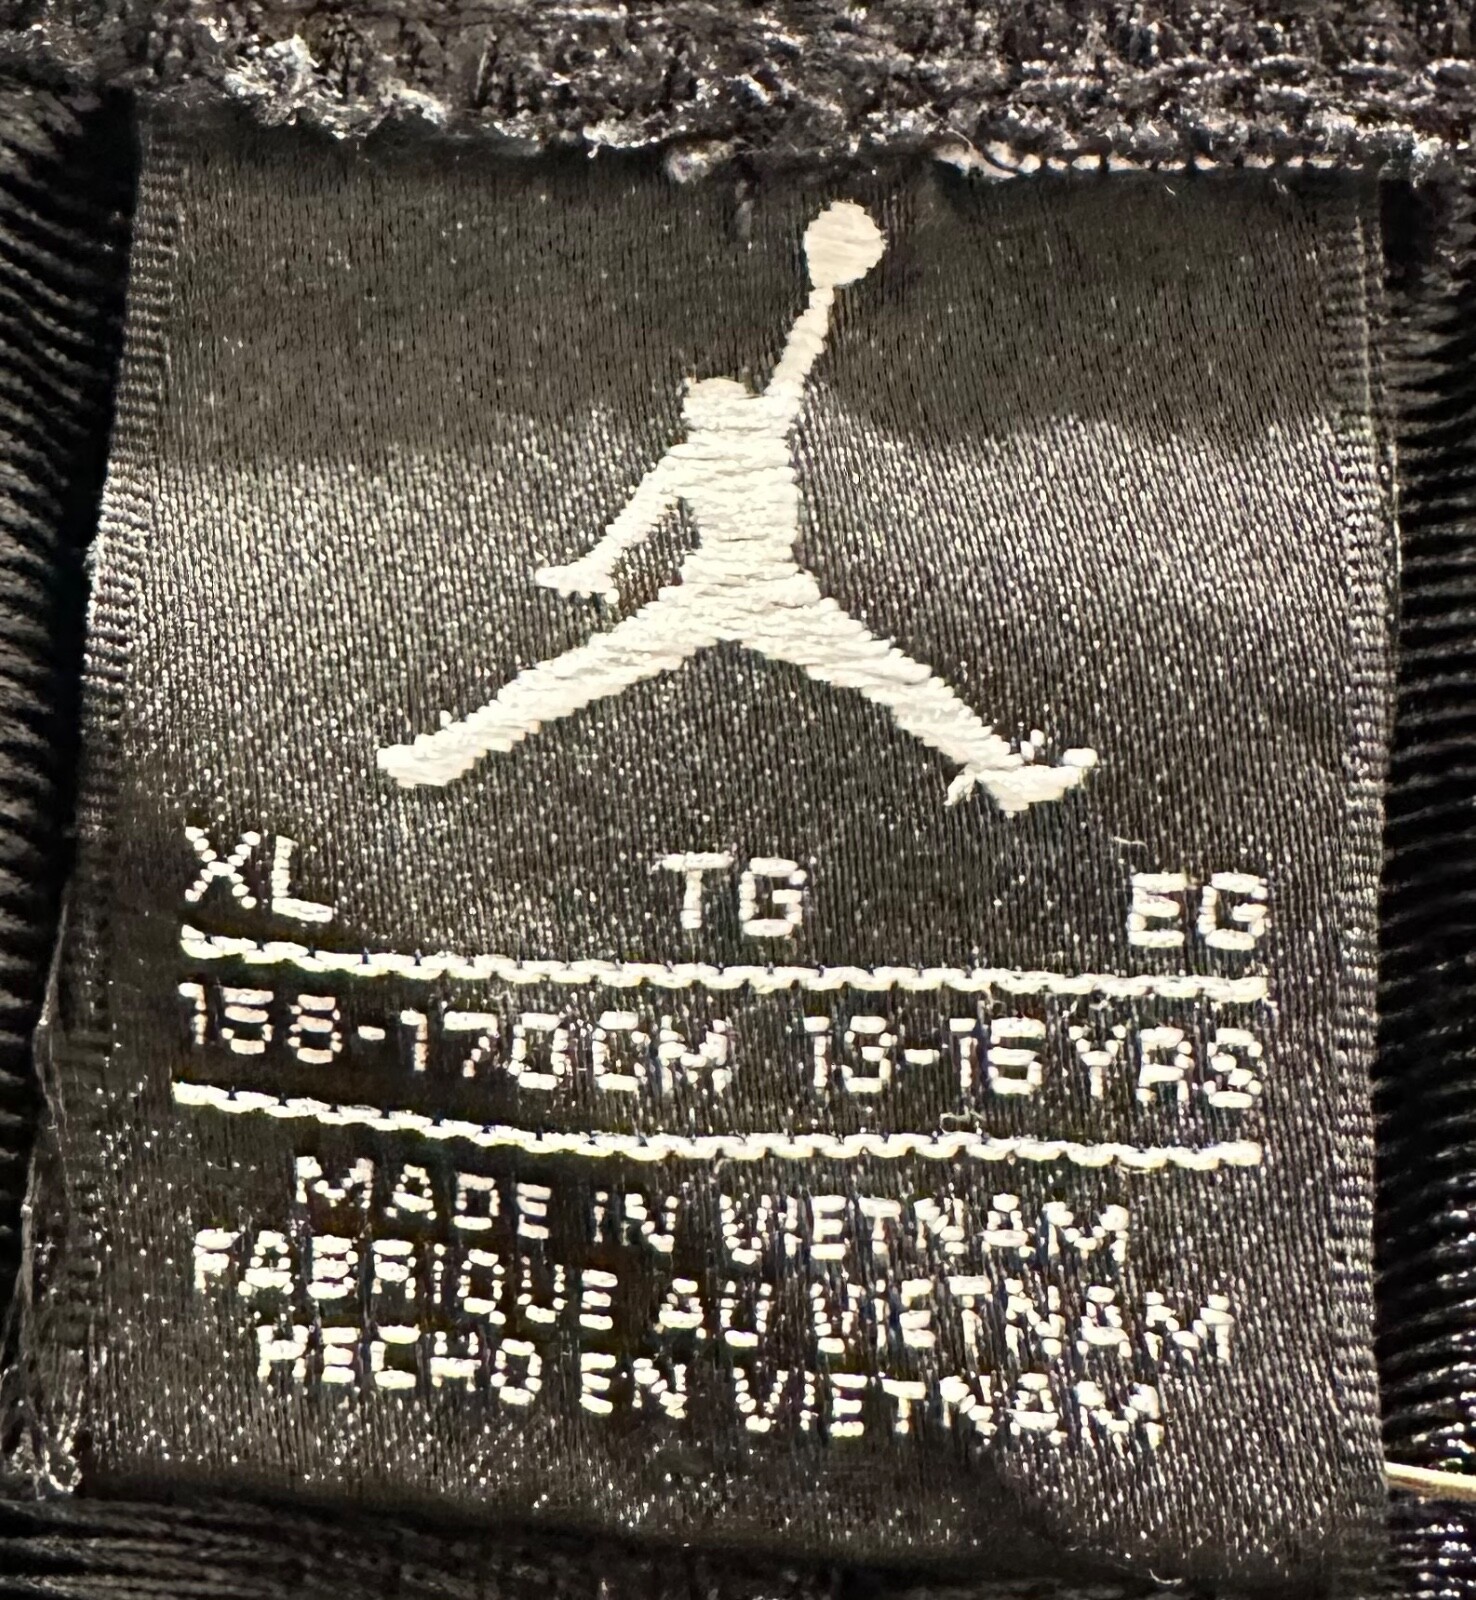 XL TG EG
158-170CM 13-15YRS
MADE IN VIETNAM
FABRIQUE AU VIETNAM
HECHO EN VIETNAM